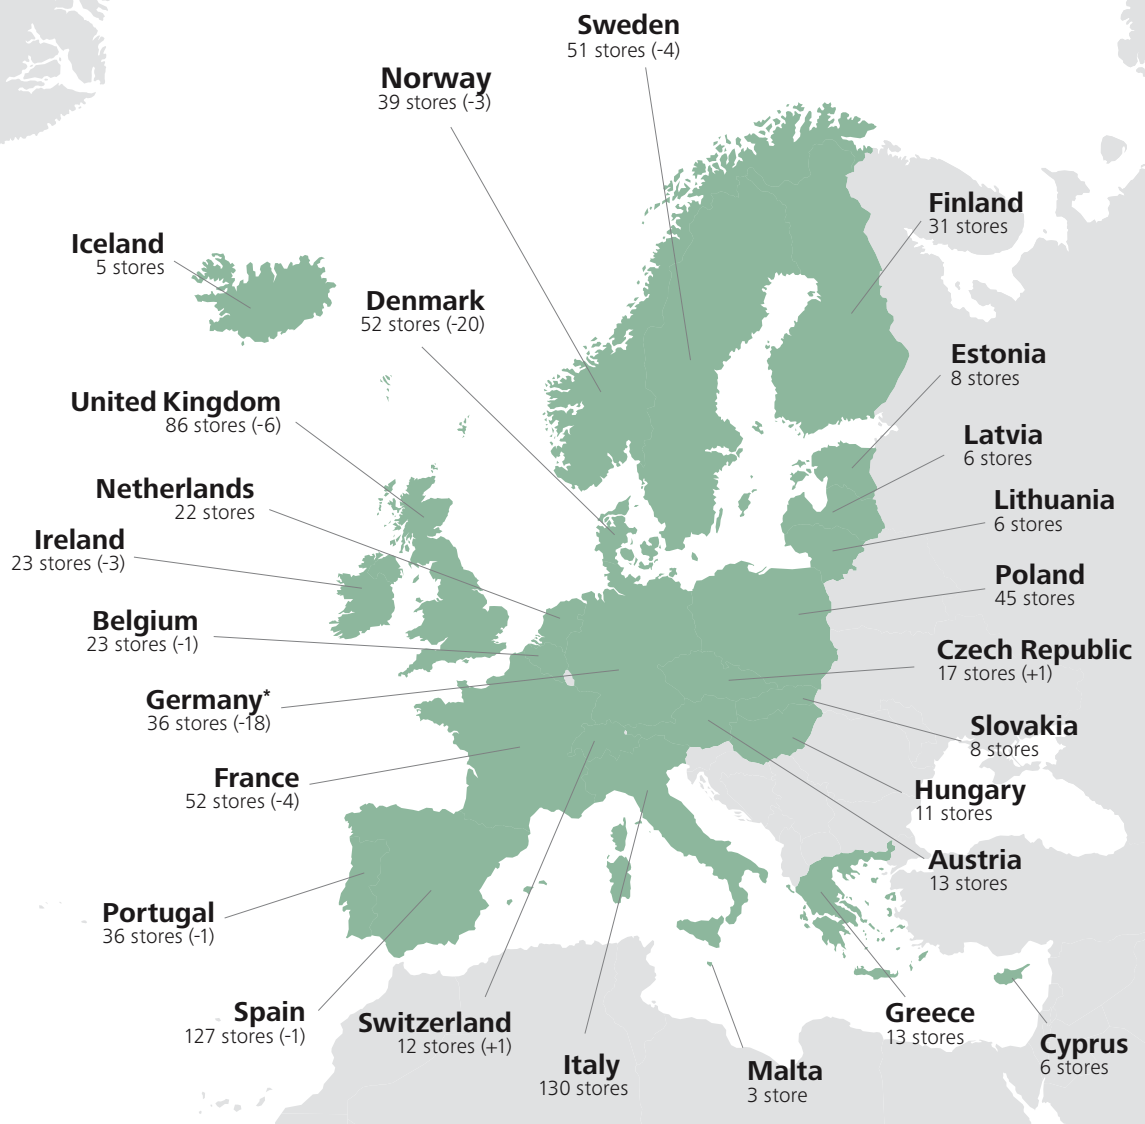 Sweden
51 stores (-4)
Norway
39 stores (-3)
Finland
31 stores
Iceland
5 stores
Denmark
52 stores (-20)
Estonia
8 stores
United Kingdom
86 stores (-6)
Latvia
6 stores
Netherlands
22 stores
Lithuania
6 stores
Ireland
23 stores (-3)
Poland
45 stores
Belgium
23 stores (-1)
Czech Republic
17 stores (+1)
Germany*
36 stores (-18)
Slovakia
8 stores
France
52 stores (-4)
Hungary
11 stores
Austria
13 stores
Portugal
36 stores (-1)
Spain
127 stores (-1)
Switzerland
12 stores (+1)
Greece
13 stores
Italy
130 stores
Cyprus
6 stores
Malta
3 store